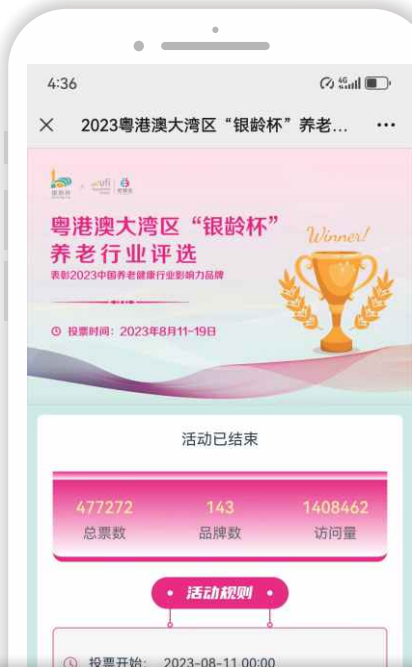 4:36
4G
× 2023粤港澳大湾区“银龄杯”养老... •••
ufi
粤港澳大湾区“银龄杯”
养老行业评选
表彰2023中国养老健康行业影响力品牌
投票时间：2023年8月11-19日
Winner!
活动已结束
477272 143 1408462
总票数 品牌数 访问量
活动规则
投票开始： 2023-08-11 00:00